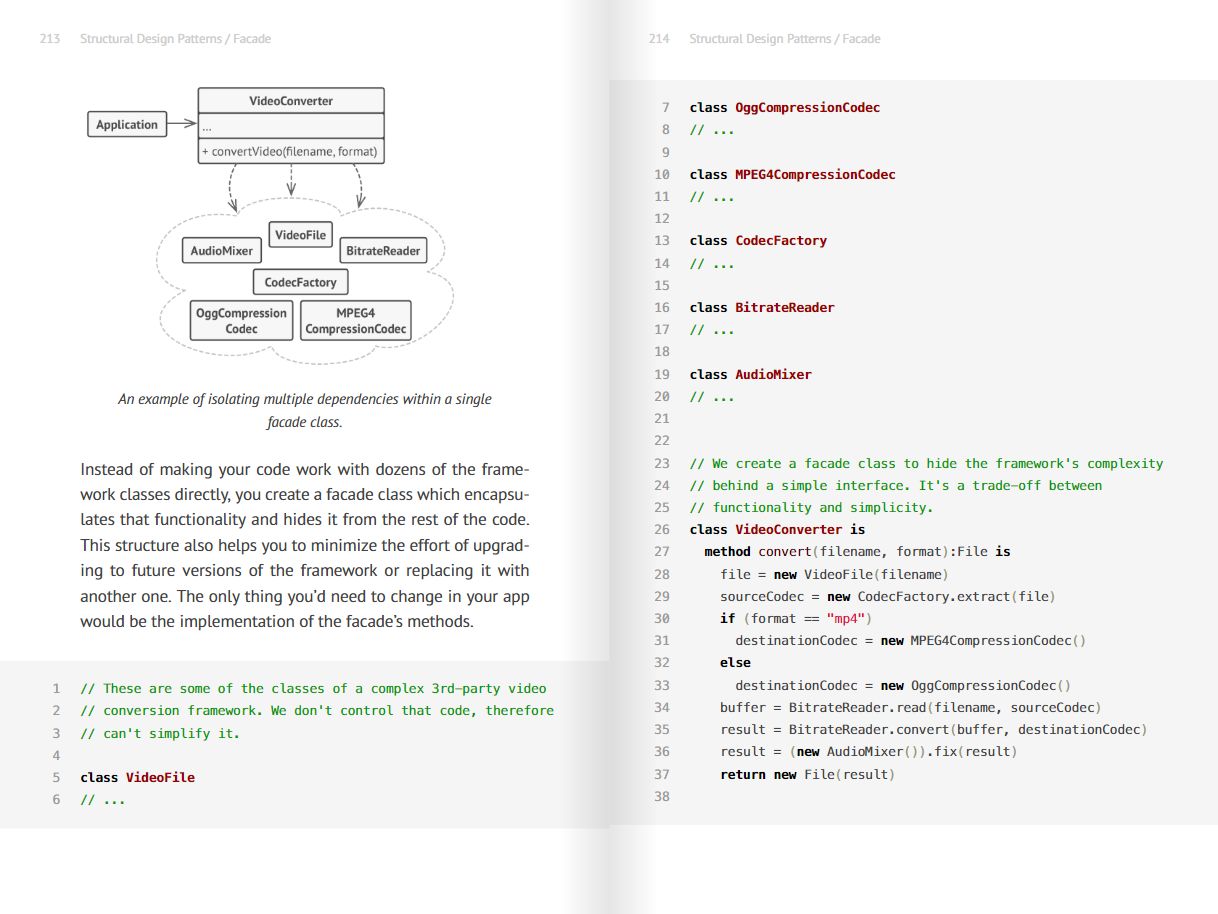 213 Structural Design Patterns / Facade
Application
VideoConverter
...
+ convertVideo(filename, format)
VideoFile
AudioMixer
BitrateReader
CodecFactory
OggCompression
Codec
MPEG4
CompressionCodec
An example of isolating multiple dependencies within a single
facade class.
Instead of making your code work with dozens of the frame-
work classes directly, you create a facade class which encapsu-
lates that functionality and hides it from the rest of the code.
This structure also helps you to minimize the effort of upgrad-
ing to future versions of the framework or replacing it with
another one. The only thing you’d need to change in your app
would be the implementation of the facade’s methods.
1 // These are some of the classes of a complex 3rd-party video
2 // conversion framework. We don't control that code, therefore
3 // can't simplify it.
4
5 class VideoFile
6 // ...
214 Structural Design Patterns / Facade
7 class OggCompressionCodec
8 // ...
9
10 class MPEG4CompressionCodec
11 // ...
12
13 class CodecFactory
14 // ...
15
16 class BitrateReader
17 // ...
18
19 class AudioMixer
20 // ...
21
22
23 // We create a facade class to hide the framework's complexity
24 // behind a simple interface. It's a trade-off between
25 // functionality and simplicity.
26 class VideoConverter is
27 method convert(filename, format):File is
28 file = new VideoFile(filename)
29 sourceCodec = new CodecFactory.extract(file)
30 if (format == "mp4")
31 destinationCodec = new MPEG4CompressionCodec()
32 else
33 destinationCodec = new OggCompressionCodec()
34 buffer = BitrateReader.read(filename, sourceCodec)
35 result = BitrateReader.convert(buffer, destinationCodec)
36 result = (new AudioMixer()).fix(result)
37 return new File(result)
38